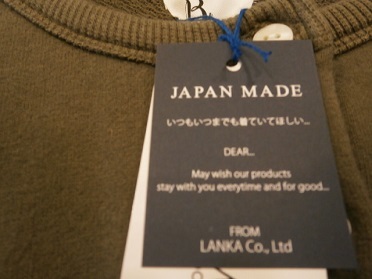 B
JAPAN MADE
いつもいつまでも着ていてほしい...
DEAR...
May wish our products
stay with you everytime and for good...
FROM
LANKA Co., Ltd